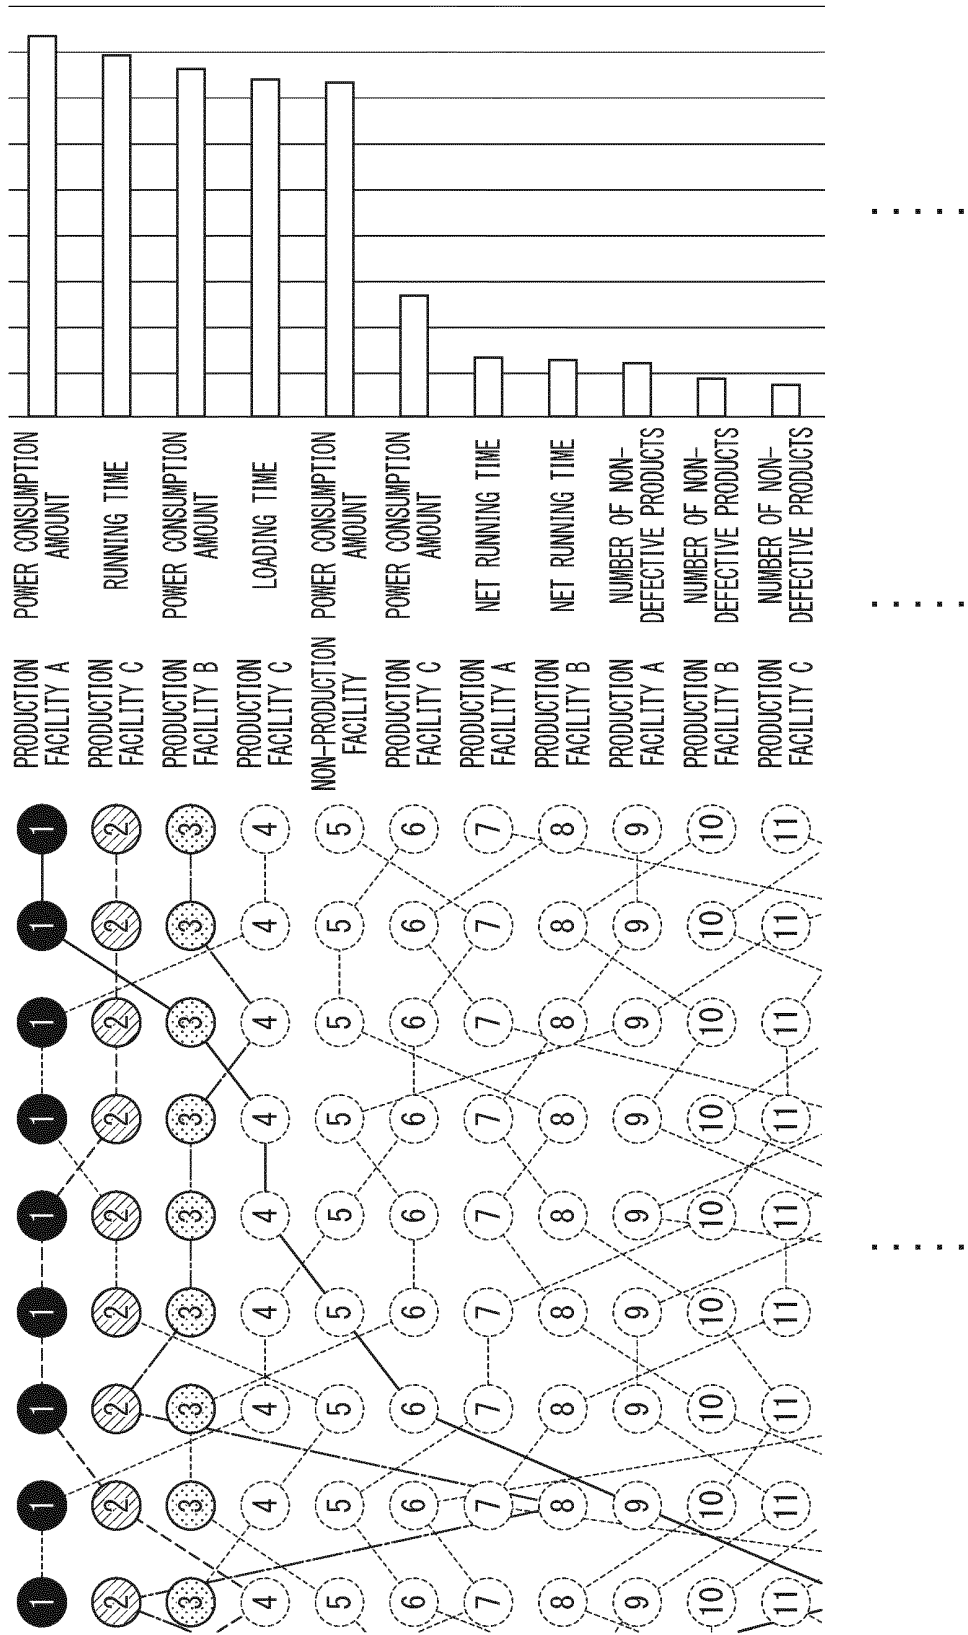 1 1 1 1 1 1 1 1 1
PRODUCTION
FACILITY A
POWER CONSUMPTION
AMOUNT
2 2 2 2 2 2 2 2 2
PRODUCTION
FACILITY C
RUNNING TIME
3 3 3 3 3 3 3 3 3
PRODUCTION
FACILITY B
POWER CONSUMPTION
AMOUNT
4 4 4 4 4 4 4 4 4
PRODUCTION
FACILITY C
LOADING TIME
5 5 5 5 5 5 5 5 5
NON-PRODUCTION
FACILITY
POWER CONSUMPTION
AMOUNT
6 6 6 6 6 6 6 6 6
PRODUCTION
FACILITY C
POWER CONSUMPTION
AMOUNT
7 7 7 7 7 7 7 7 7
PRODUCTION
FACILITY A
NET RUNNING TIME
8 8 8 8 8 8 8 8 8
PRODUCTION
FACILITY B
NET RUNNING TIME
9 9 9 9 9 9 9 9 9
PRODUCTION
FACILITY A
NUMBER OF NON-
DEFECTIVE PRODUCTS
10 10 10 10 10 10 10 10 10
PRODUCTION
FACILITY B
NUMBER OF NON-
DEFECTIVE PRODUCTS
11 11 11 11 11 11 11 11 11
PRODUCTION
FACILITY C
NUMBER OF NON-
DEFECTIVE PRODUCTS